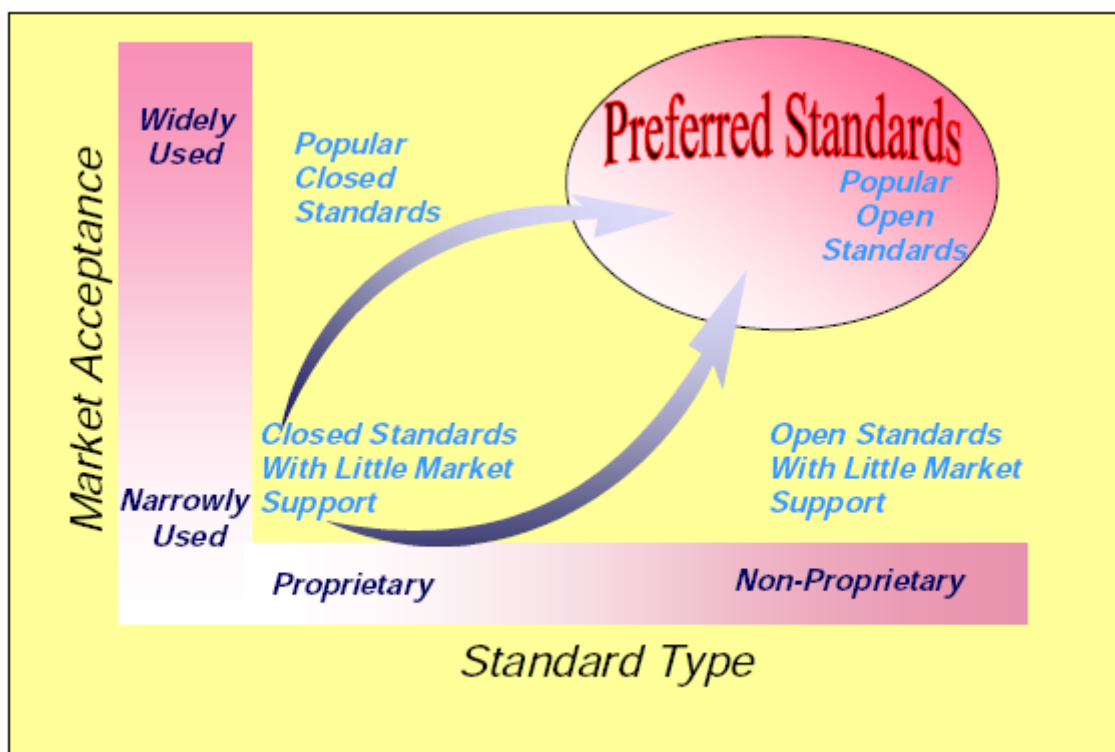 Market Acceptance
Widely
Used
Narrowly
Used
Popular
Closed
Standards
Preferred Standards
Popular
Open
Standards
Closed Standards
With Little Market
Support
Open Standards
With Little Market
Support
Proprietary
Non-Proprietary
Standard Type